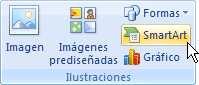 Imagen
Imágenes
prediseñadas
Formas
SmartArt
Gráfico
Ilustraciones